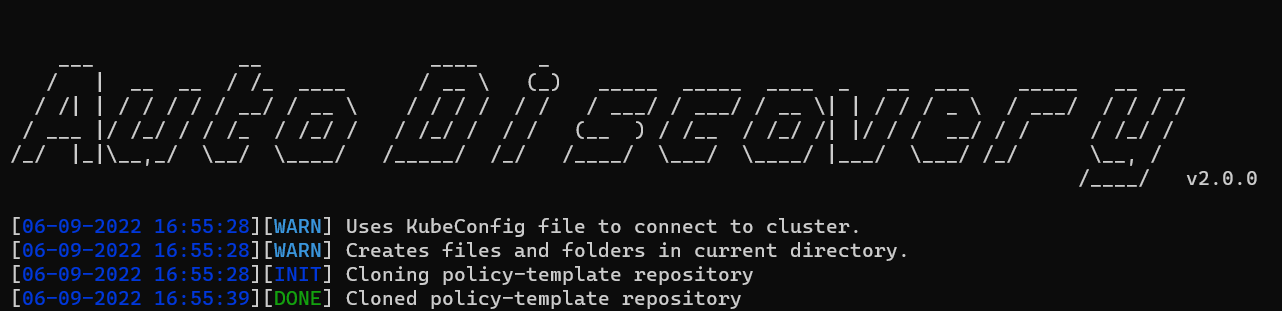 Auto Discovery
v2.0.0
[06-09-2022 16:55:28][WARN] Uses KubeConfig file to connect to cluster.
[06-09-2022 16:55:28][WARN] Creates files and folders in current directory.
[06-09-2022 16:55:28][INIT] Cloning policy-template repository
[06-09-2022 16:55:39][DONE] Cloned policy-template repository